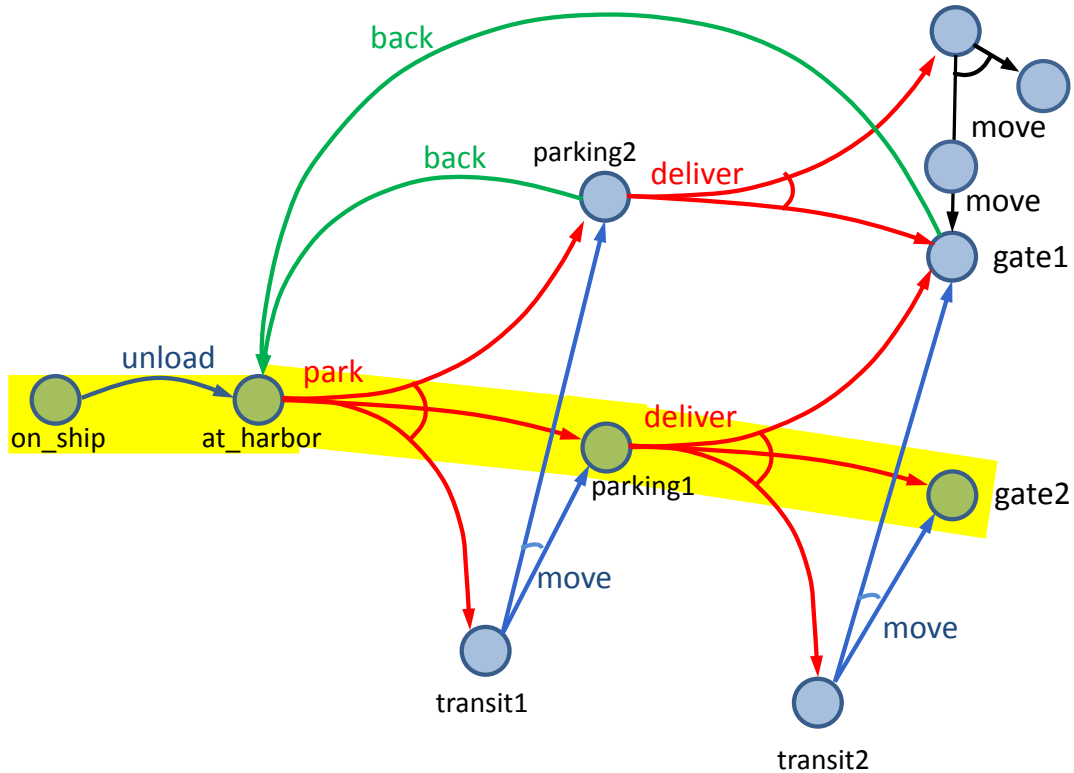 back
move
back
parking2
deliver
move
gate1
unload
park
on_ship
at_harbor
deliver
parking1
gate2
move
move
transit1
transit2